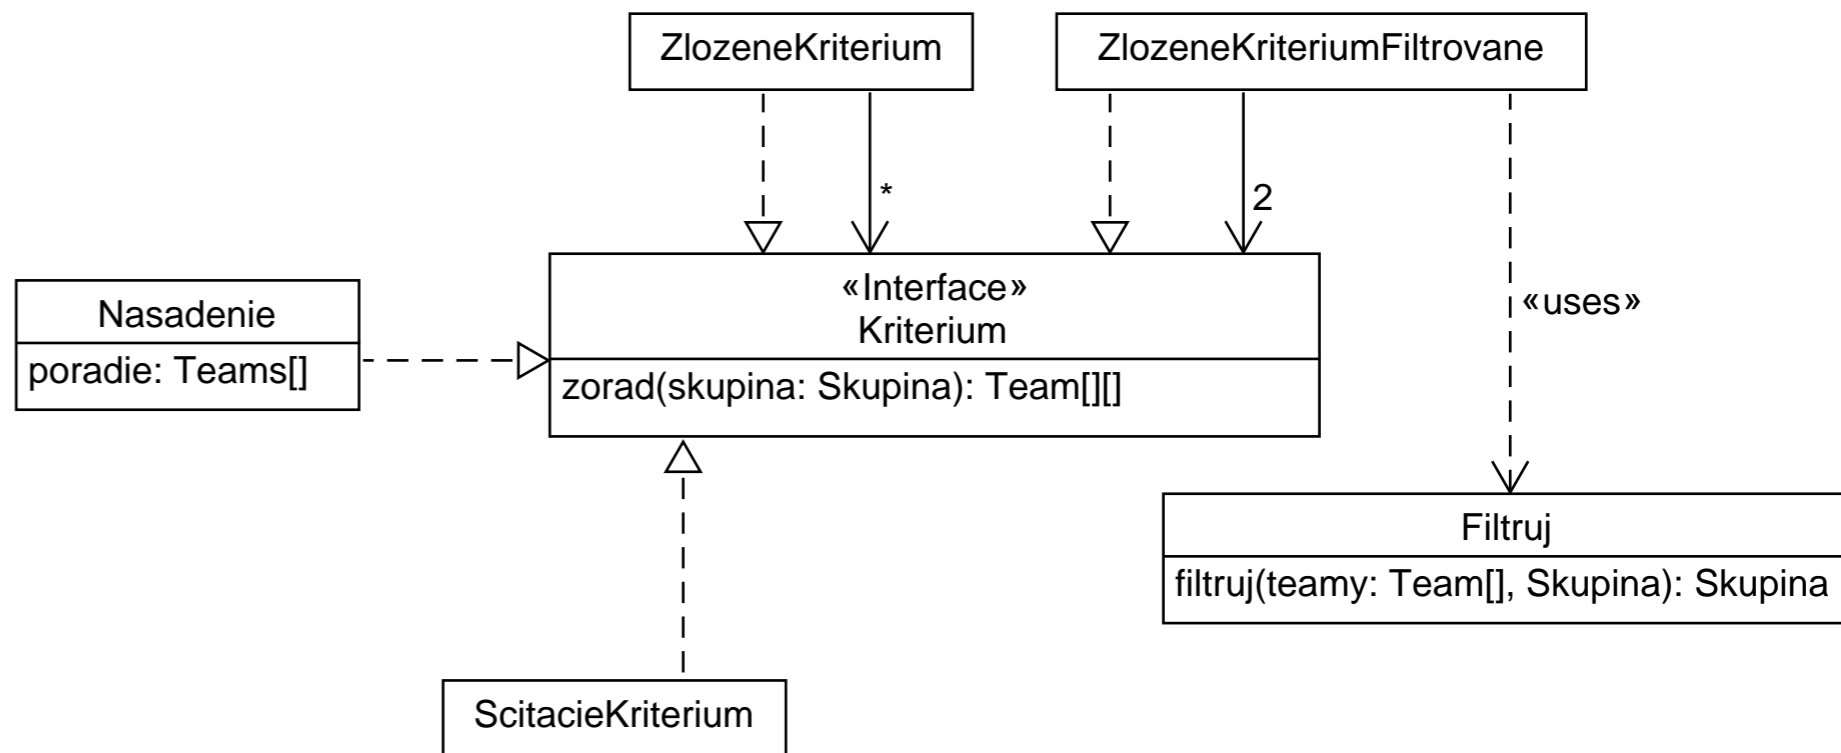 ZlozeneKriterium
ZlozeneKriteriumFiltrovane
*
2
«Interface»
Kriterium
zorad(skupina: Skupina): Team[][]
Nasadenie
poradie: Teams[]
«uses»
Filtruj
filtruj(teamy: Team[], Skupina): Skupina
ScitacieKriterium